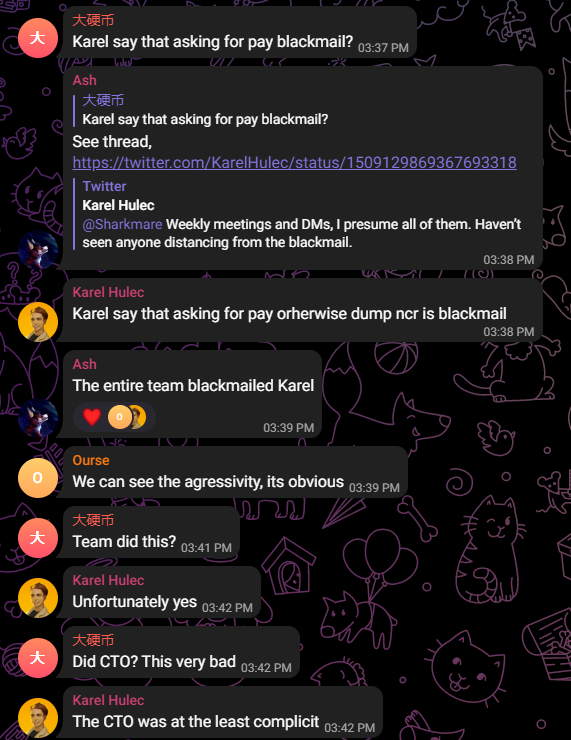 大硬币
Karel say that asking for pay blackmail? 03:37 PM
Ash
大硬币
Karel say that asking for pay blackmail?
See thread,
https://twitter.com/KarelHulec/status/1509129869367693318
Twitter
Karel Hulec
@Sharkmare Weekly meetings and DMs, I presume all of them. Haven't
seen anyone distancing from the blackmail.
03:38 PM
Karel Hulec
Karel say that asking for pay orherwise dump ncr is blackmail
03:38 PM
Ash
The entire team blackmailed Karel
O
03:39 PM
Ourse
O
We can see the agressivity, its obvious 03:39 PM
大硬币
大
Team did this? 03:41 PM
Karel Hulec
Unfortunately yes 03:42 PM
大硬币
大
Did CTO? This very bad 03:42 PM
Karel Hulec
The CTO was at the least complicit 03:42 PM